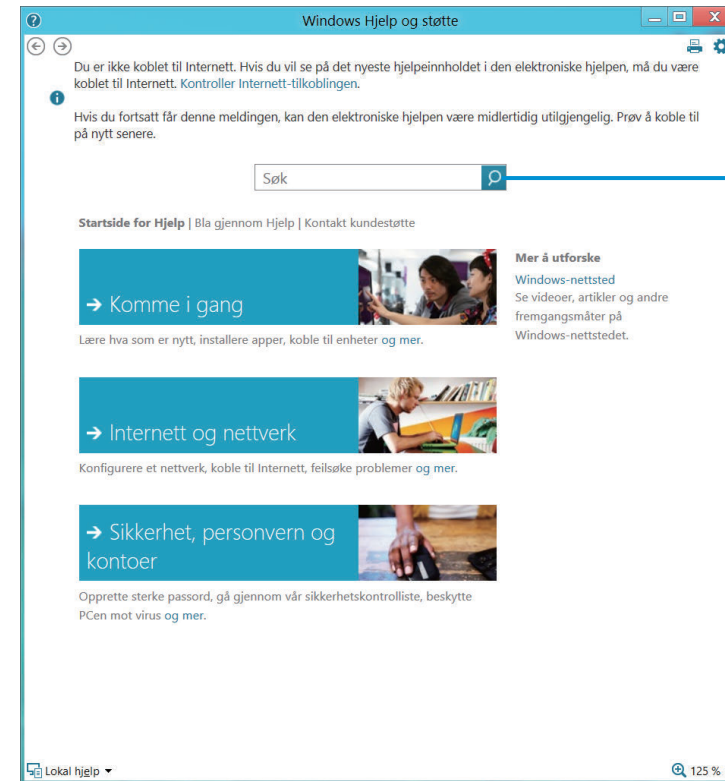 Windows Hjelp og støtte
Du er ikke koblet til Internett. Hvis du vil se på det nyeste hjelpeinnholdet i den elektroniske hjelpen, må du være
koblet til Internett. Kontroller Internett-tilkoblingen.
Hvis du fortsatt får denne meldingen, kan den elektroniske hjelpen være midlertidig utilgjengelig. Prøv å koble til
på nytt senere.
Søk
Startside for Hjelp | Bla gjennom Hjelp | Kontakt kundestøtte
→ Komme i gang
Lære hva som er nytt, installere apper, koble til enheter og mer.
Mer å utforske
Windows-nettsted
Se videoer, artikler og andre
fremgangsmåter på
Windows-nettstedet.
→ Internett og nettverk
Konfigurere et nettverk, koble til Internett, feilsøke problemer og mer.
→ Sikkerhet, personvern og
kontoer
Opprette sterke passord, gå gjennom vår sikkerhetskontrolliste, beskytte
PCen mot virus og mer.
Lokal hjelp
125 %